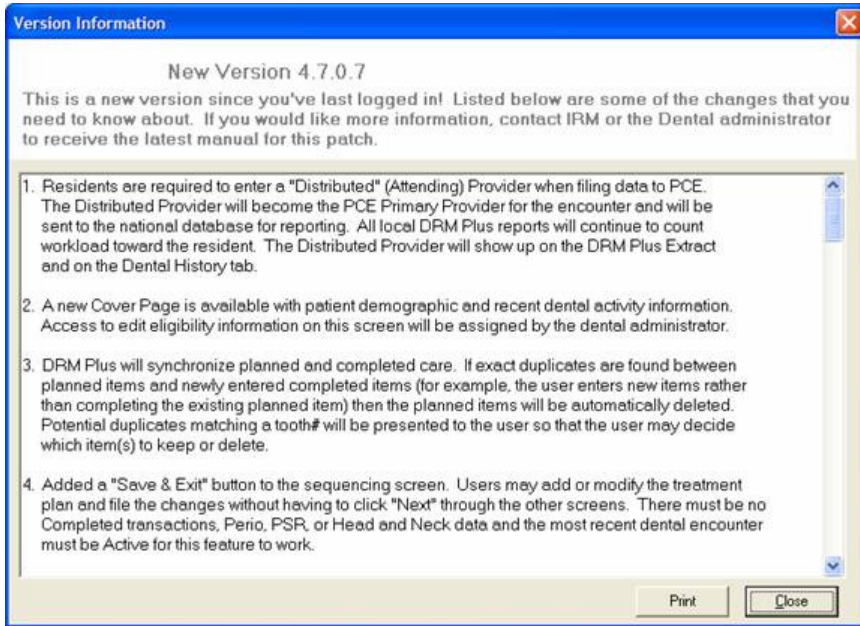 Version Information
New Version 4.7.0.7
This is a new version since you've last logged in! Listed below are some of the changes that you
need to know about. If you would like more information, contact IRM or the Dental administrator
to receive the latest manual for this patch.
1. Residents are required to enter a "Distributed" (Attending) Provider when filing data to PCE.
The Distributed Provider will become the PCE Primary Provider for the encounter and will be
sent to the national database for reporting. All local DRM Plus reports will continue to count
workload toward the resident. The Distributed Provider will show up on the DRM Plus Extract
and on the Dental History tab.
2. A new Cover Page is available with patient demographic and recent dental activity information.
Access to edit eligibility information on this screen will be assigned by the dental administrator.
3. DRM Plus will synchronize planned and completed care. If exact duplicates are found between
planned items and newly entered completed items (for example, the user enters new items rather
than completing the existing planned item) then the planned items will be automatically deleted.
Potential duplicates matching a tooth# will be presented to the user so that the user may decide
which item(s) to keep or delete.
4. Added a "Save & Exit" button to the sequencing screen. Users may add or modify the treatment
plan and file the changes without having to click "Next" through the other screens. There must be no
Completed transactions, Perio, PSR, or Head and Neck data and the most recent dental encounter
must be Active for this feature to work.
Print
Close